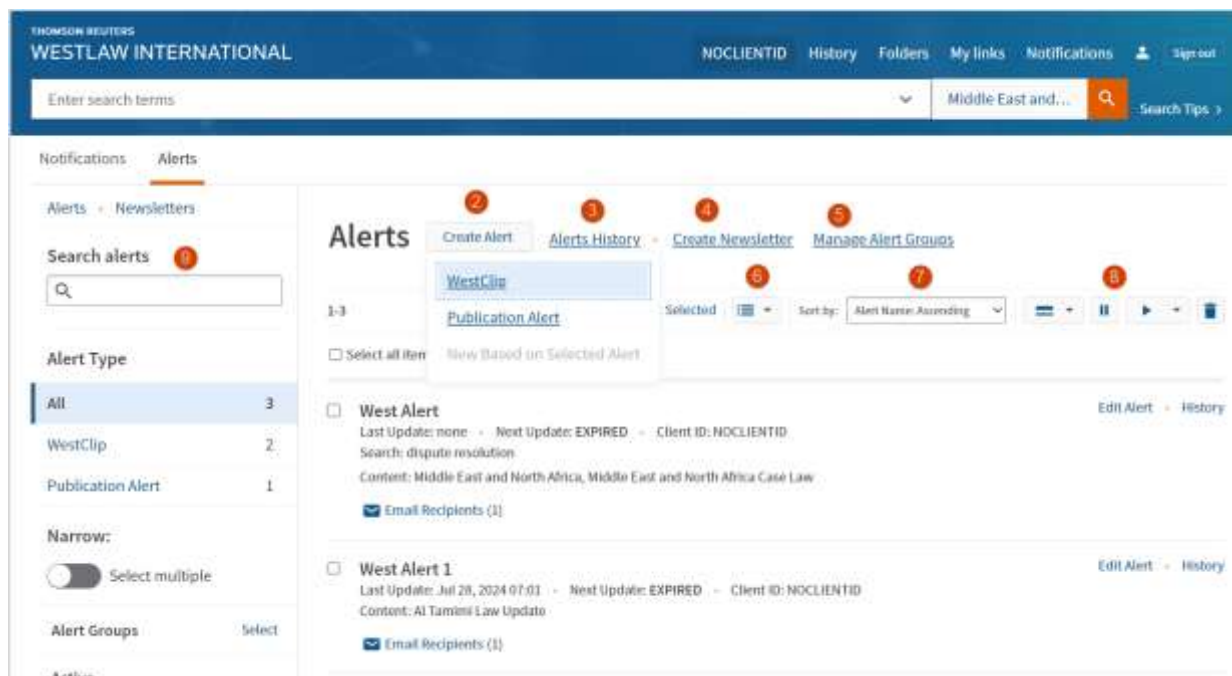 THOMSON REUTERS
WESTLAW INTERNATIONAL
NOCLIENTID History Folders My links Notifications Sign out
Enter search terms
Middle East and...
Search Tips >
Notifications Alerts
Alerts Newsletters
Search alerts 9
2 3 4 5
Alerts Create Alert Alerts History Create Newsletter Manage Alert Groups
WestClip
Publication Alert
New Based on Selected Alert
6 7 8
1-3 Selected Sort by: Alert Name: Ascending
Select all item
Alert Type
All 3
WestClip 2
Publication Alert 1
Narrow:
Select multiple
Alert Groups Select
Active
West Alert Edit Alert History
Last Update: none Next Update: EXPIRED Client ID: NOCLIENTID
Search: dispute resolution
Content: Middle East and North Africa, Middle East and North Africa Case Law
Email Recipients (1)
West Alert 1 Edit Alert History
Last Update: Jul 28, 2024 07:01 Next Update: EXPIRED Client ID: NOCLIENTID
Content: Al Tamimi Law Update
Email Recipients (1)